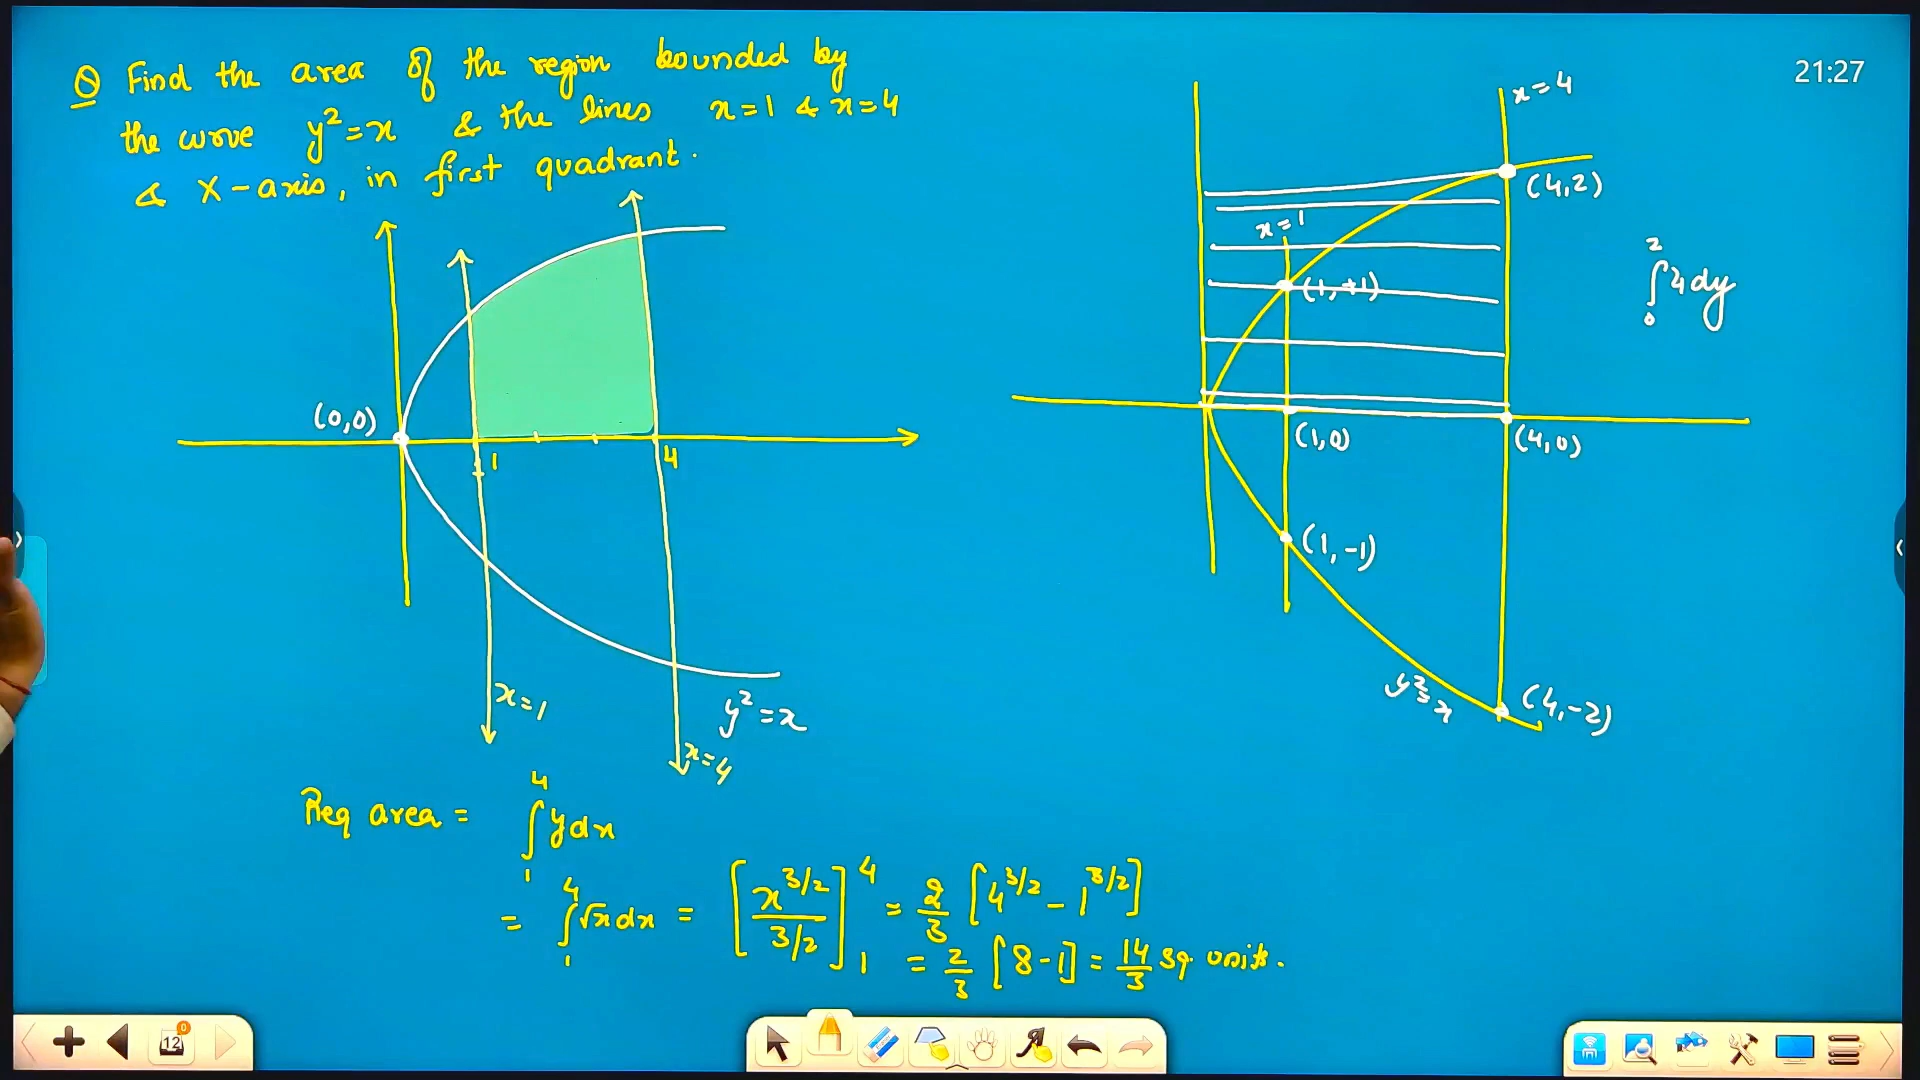 Q Find the area of the region bounded by
the curve y²=x & the lines x=1 & x=4
& X-axis, in first quadrant.
(0,0)
1
4
x=1
x=4
y²=x
Req area = ∫₁⁴ y dx
= ∫₁⁴ √x dx = [x^{3/2} / 3/2]₁⁴ = 2/3 [4^{3/2} - 1^{3/2}]
= 2/3 [8-1] = 14/3 sq. units.
21:27
x=4
(4,2)
x=1
(1,+1)
∫₀² 4 dy
(1,0)
(4,0)
(1,-1)
y²=x
(4,-2)
12
0